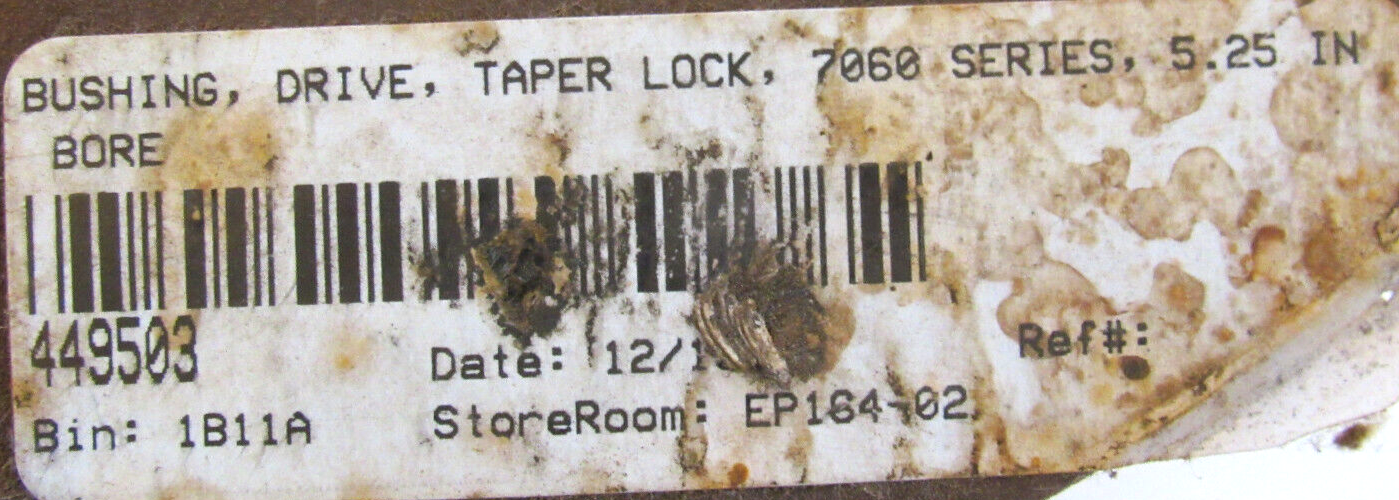 BUSHING, DRIVE, TAPER LOCK, 7060 SERIES, 5.25 IN
BORE
449503
Date: Ref#:
Bin: 1B11A StoreRoom: EP164-02